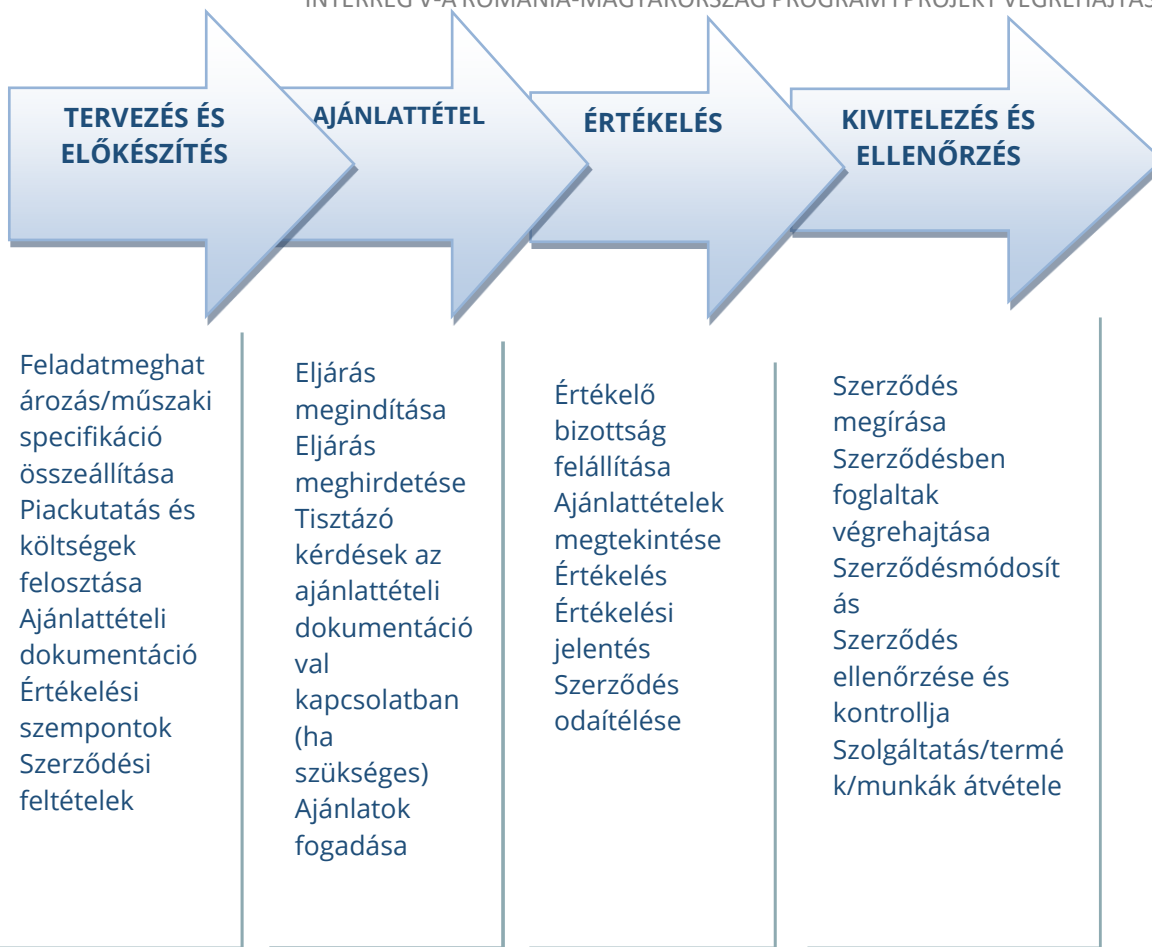 INTERREG V-A ROMÁNIA-MAGYARORSZÁG PROGRAM I PROJEKT VÉGREHAJTÁS
TERVEZÉS ÉS
ELŐKÉSZÍTÉS
AJÁNLATTÉTEL
ÉRTÉKELÉS
KIVITELEZÉS ÉS
ELLENŐRZÉS
Feladatmeghat
ározás/műszaki
specifikáció
összeállítása
Piackutatás és
költségek
felosztása
Ajánlattételi
dokumentáció
Értékelési
szempontok
Szerződési
feltételek
Eljárás
megindítása
Eljárás
meghirdetése
Tisztázó
kérdések az
ajánlattételi
dokumentáció
val
kapcsolatban
(ha
szükséges)
Ajánlatok
fogadása
Értékelő
bizottság
felállítása
Ajánlattételek
megtekintése
Értékelés
Értékelési
jelentés
Szerződés
odaítélése
Szerződés
megírása
Szerződésben
foglaltak
végrehajtása
Szerződésmódosít
ás
Szerződés
ellenőrzése és
kontrollja
Szolgáltatás/termé
k/munkák átvétele